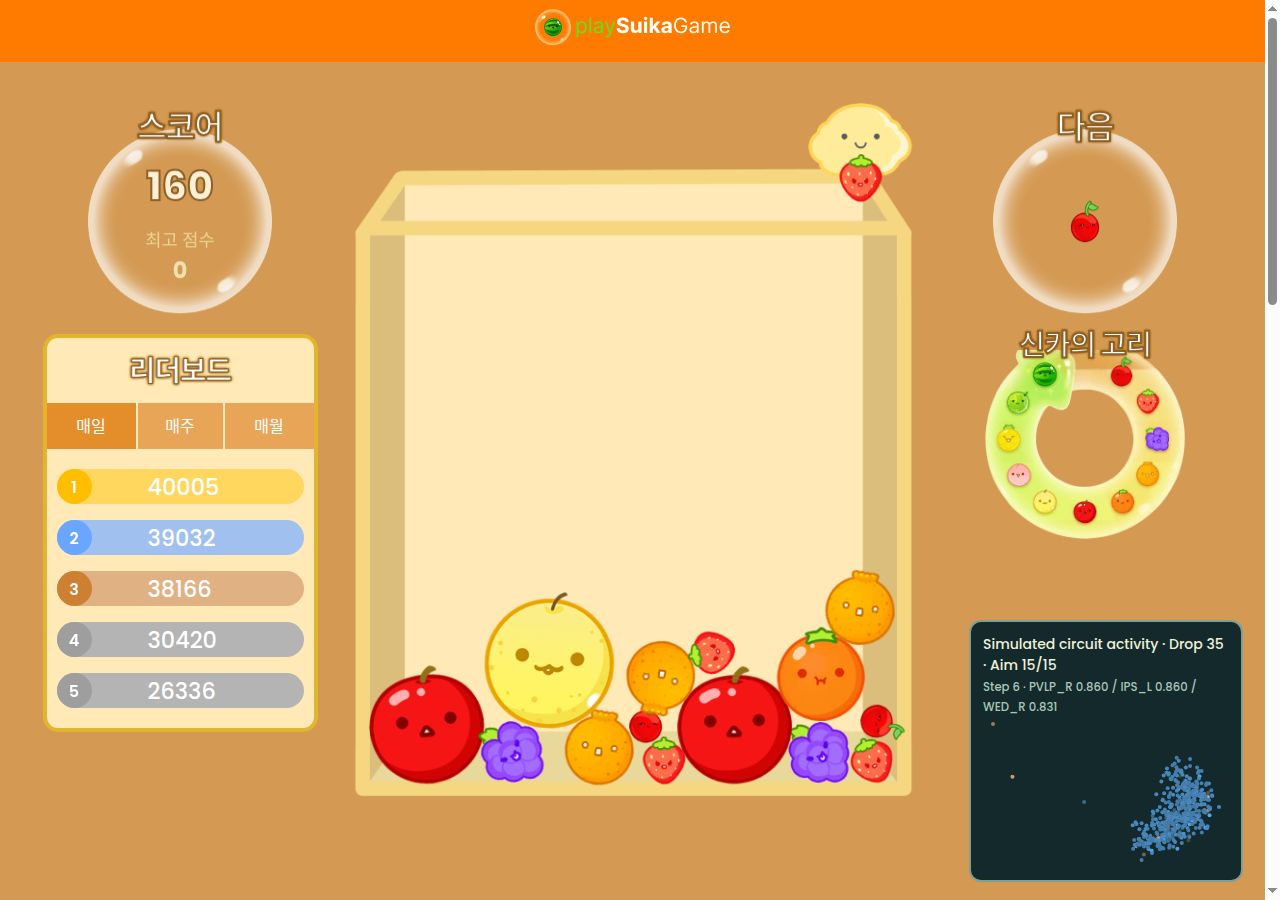 playSuikaGame
스코어
160
최고 점수
0
리더보드
매일 매주 매월
1 40005
2 39032
3 38166
4 30420
5 26336
다음
신카의 고리
Simulated circuit activity · Drop 35
· Aim 15/15
Step 6 · PVLP_R 0.860 / IPS_L 0.860 /
WED_R 0.831